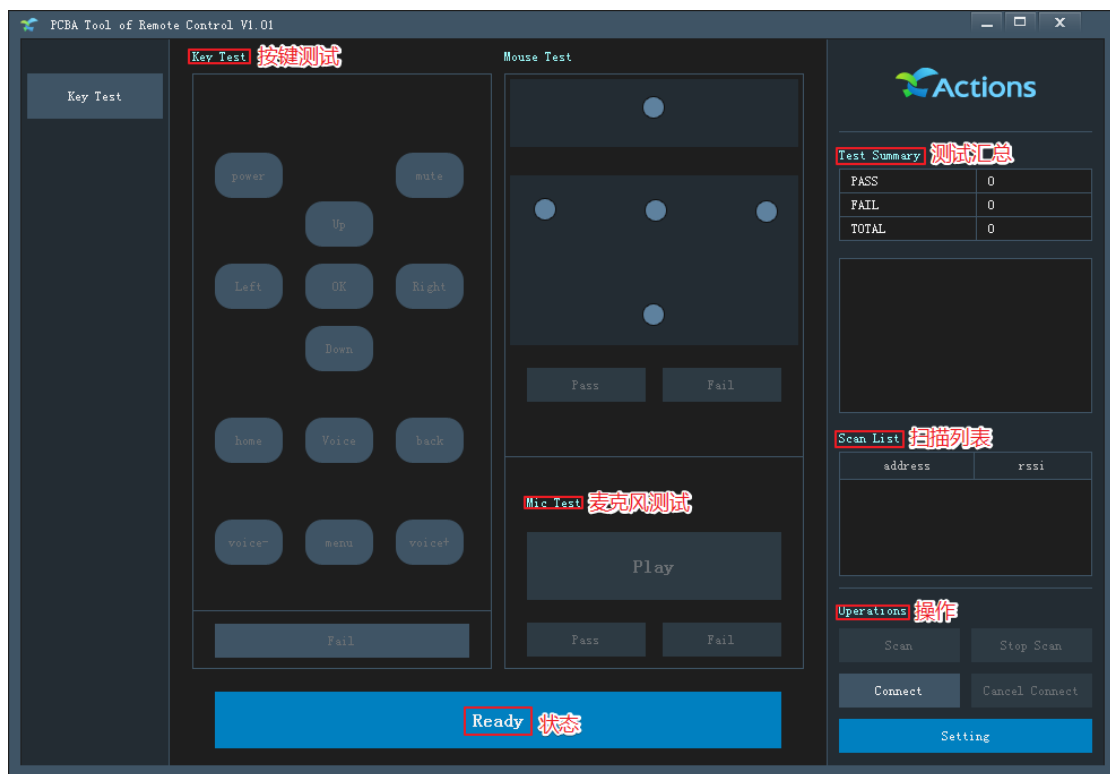 PCBA Tool of Remote Control V1.01
Key Test
Key Test 按键测试
power
mute
Up
Left
OK
Right
Down
home
Voice
back
voice-
menu
voice+
Fail
Mouse Test
Pass
Fail
Mic Test 麦克风测试
Play
Pass
Fail
Ready 状态
Actions
Test Summary 测试汇总
PASS 0
FAIL 0
TOTAL 0
Scan List 扫描列表
address rssi
Operations 操作
Scan
Stop Scan
Connect
Cancel Connect
Setting